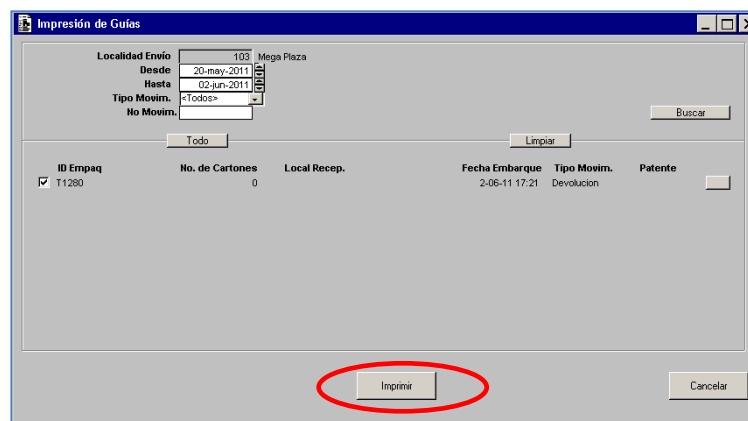 Impresión de Guías
Localidad Envío 103 Mega Plaza
Desde 20-may-2011
Hasta 02-jun-2011
Tipo Movim. <Todos>
No Movim.
Buscar
Todo Limpiar
ID Empaq No. de Cartones Local Recep. Fecha Embarque Tipo Movim. Patente
T1280 0 2-06-11 17:21 Devolucion
Imprimir Cancelar